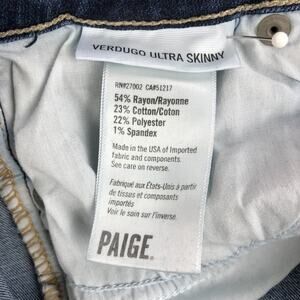 VERDUGO ULTRA SKINNY
RN#27002 CA#51217
54% Rayon/Rayonne
23% Cotton/Coton
22% Polyester
1% Spandex
Made in the USA of Imported
fabric and components.
See care on reverse.
Fabriqué aux États-Unis à partir
de tissus et composants
importés
Voir le soin sur l'inverse.
PAIGE